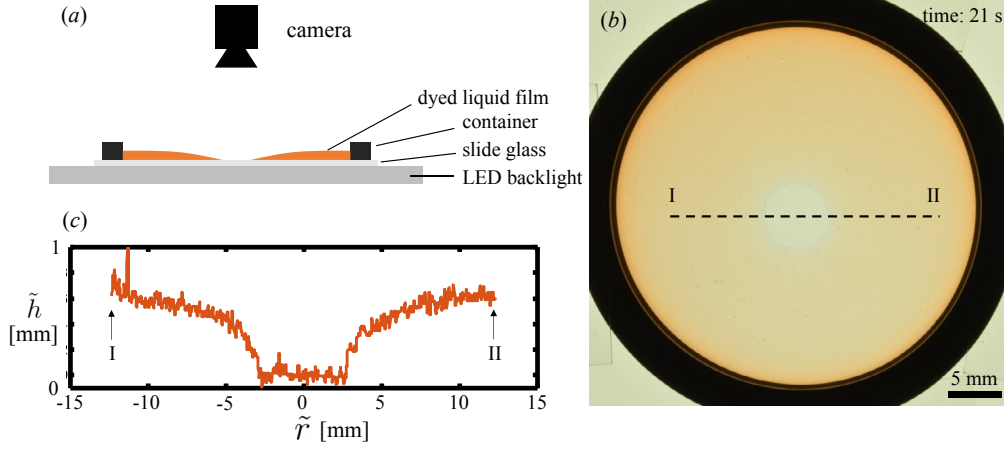 (a)
camera
dyed liquid film
container
slide glass
LED backlight
(b)
time: 21 s
I
II
5 mm
(c)
1
0
h̃
[mm]
I
II
-15
-10
-5
0
5
10
15
r̃ [mm]